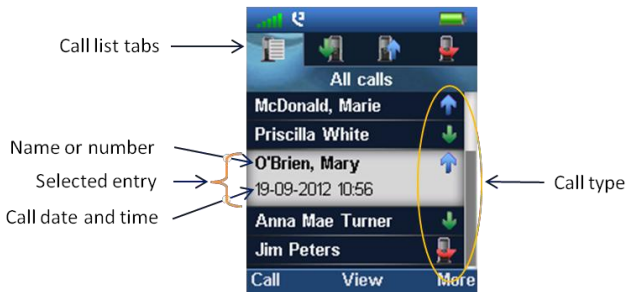 Call list tabs
All calls
McDonald, Marie
Priscilla White
Name or number
O'Brien, Mary
Selected entry
19-09-2012 10:56
Call type
Call date and time
Anna Mae Turner
Jim Peters
Call View More